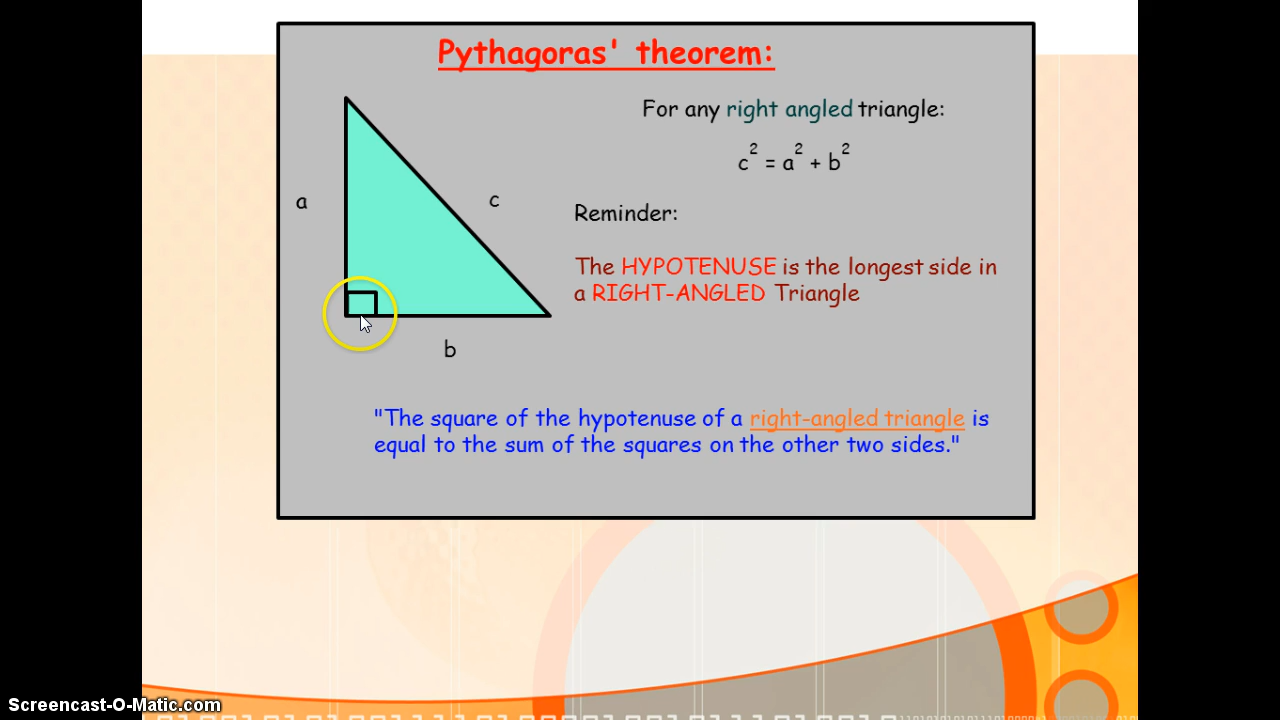 Pythagoras' theorem:
For any right angled triangle:
c² = a² + b²
a
c
Reminder:
The HYPOTENUSE is the longest side in
a RIGHT-ANGLED Triangle
b
"The square of the hypotenuse of a right-angled triangle is
equal to the sum of the squares on the other two sides."
Screencast-O-Matic.com